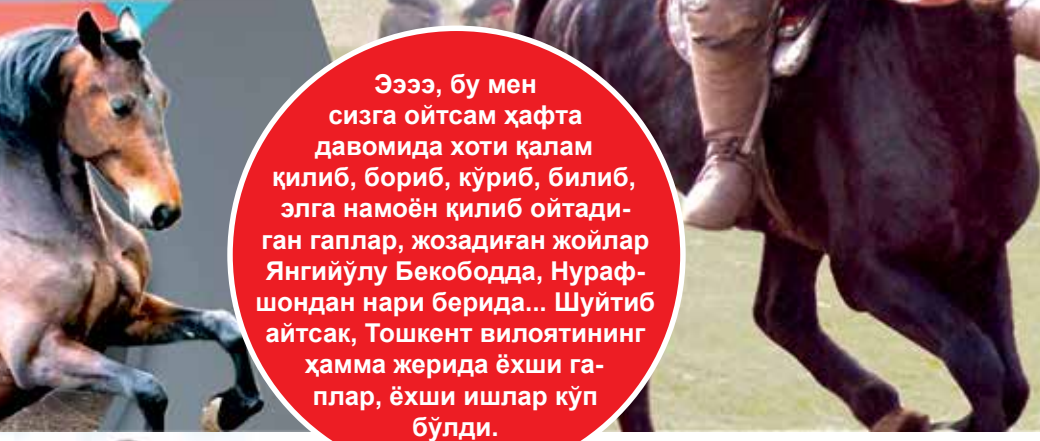 Ээээ, бу мен
сизга ойтсам ҳафта
давомида хоти қалам
қилиб, бориб, кўриб, билиб,
элга намоён қилиб ойтади-
ган гаплар, жозадиған жойлар
Янгийўлу Бекободда, Нураф-
шондан нари берида... Шуйтиб
айтсак, Тошкент вилоятининг
ҳамма жерида ёхши га-
плар, ёхши ишлар кўп
бўлди.